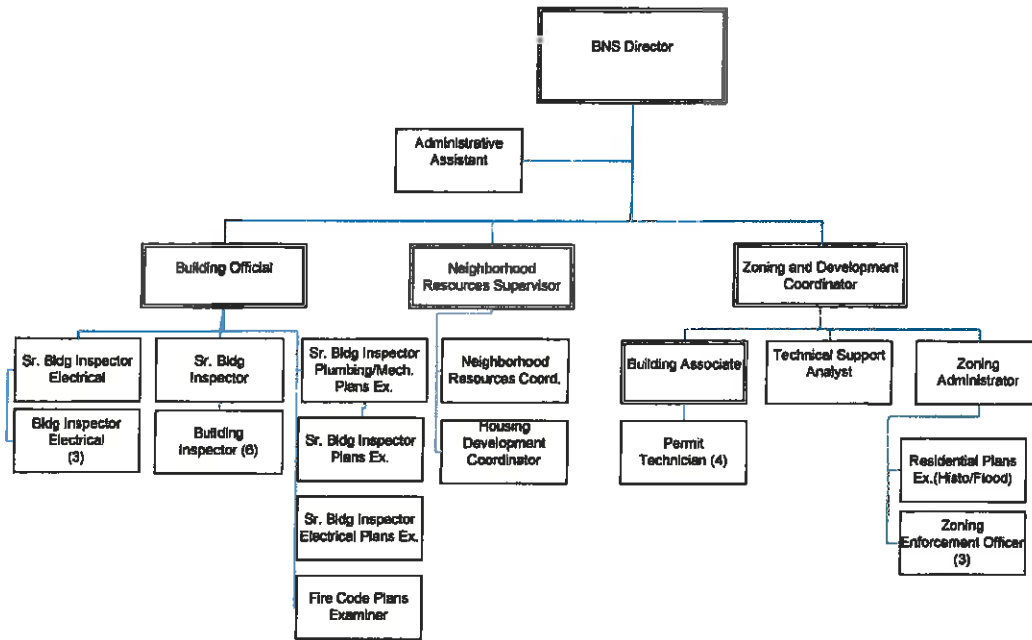 BNS Director
Administrative
Assistant
Building Official
Neighborhood
Resources Supervisor
Zoning and Development
Coordinator
Sr. Bldg Inspector
Electrical
Bldg Inspector
Electrical
(3)
Sr. Bldg
Inspector
Building
Inspector (6)
Sr. Bldg Inspector
Plumbing/Mech.
Plans Ex.
Sr. Bldg Inspector
Plans Ex.
Sr. Bldg Inspector
Electrical Plans Ex.
Fire Code Plans
Examiner
Neighborhood
Resources Coord.
Housing
Development
Coordinator
Building Associate
Permit
Technician (4)
Technical Support
Analyst
Zoning
Administrator
Residential Plans
Ex.(Histo/Flood)
Zoning
Enforcement Officer
(3)